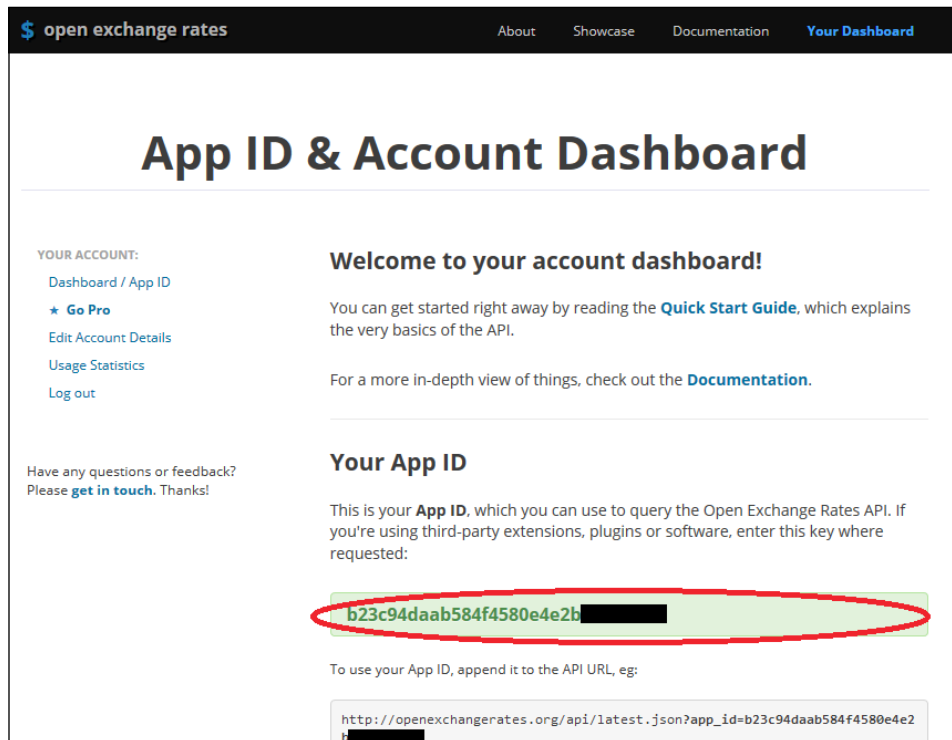 $ open exchange rates
About
Showcase
Documentation
Your Dashboard
App ID & Account Dashboard
YOUR ACCOUNT:
Dashboard / App ID
★ Go Pro
Edit Account Details
Usage Statistics
Log out
Have any questions or feedback?
Please get in touch. Thanks!
Welcome to your account dashboard!
You can get started right away by reading the Quick Start Guide, which explains
the very basics of the API.
For a more in-depth view of things, check out the Documentation.
Your App ID
This is your App ID, which you can use to query the Open Exchange Rates API. If
you're using third-party extensions, plugins or software, enter this key where
requested:
b23c94daab584f4580e4e2b
To use your App ID, append it to the API URL, eg:
http://openexchangerates.org/api/latest.json?app_id=b23c94daab584f4580e4e2
b